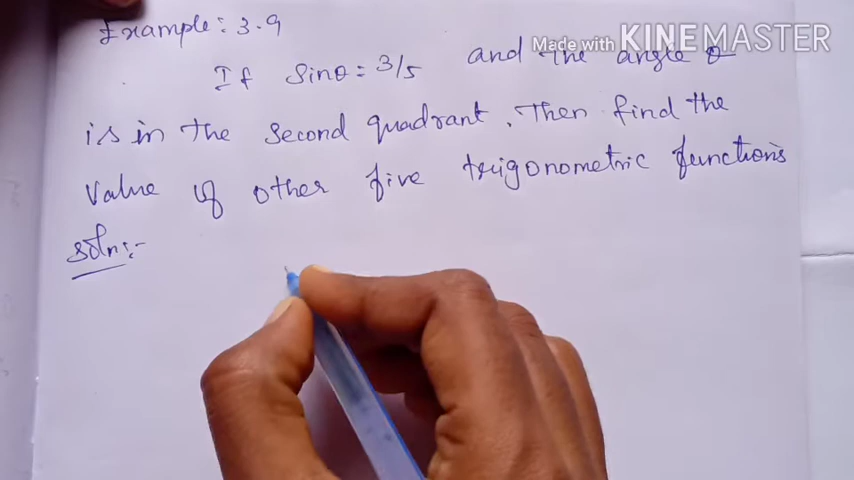 Example: 3.9
Made with KINEMASTER
If sinθ = 3/5 and the angle θ
is in the second quadrant, Then find the
value of other five trigonometric functions
soln:-